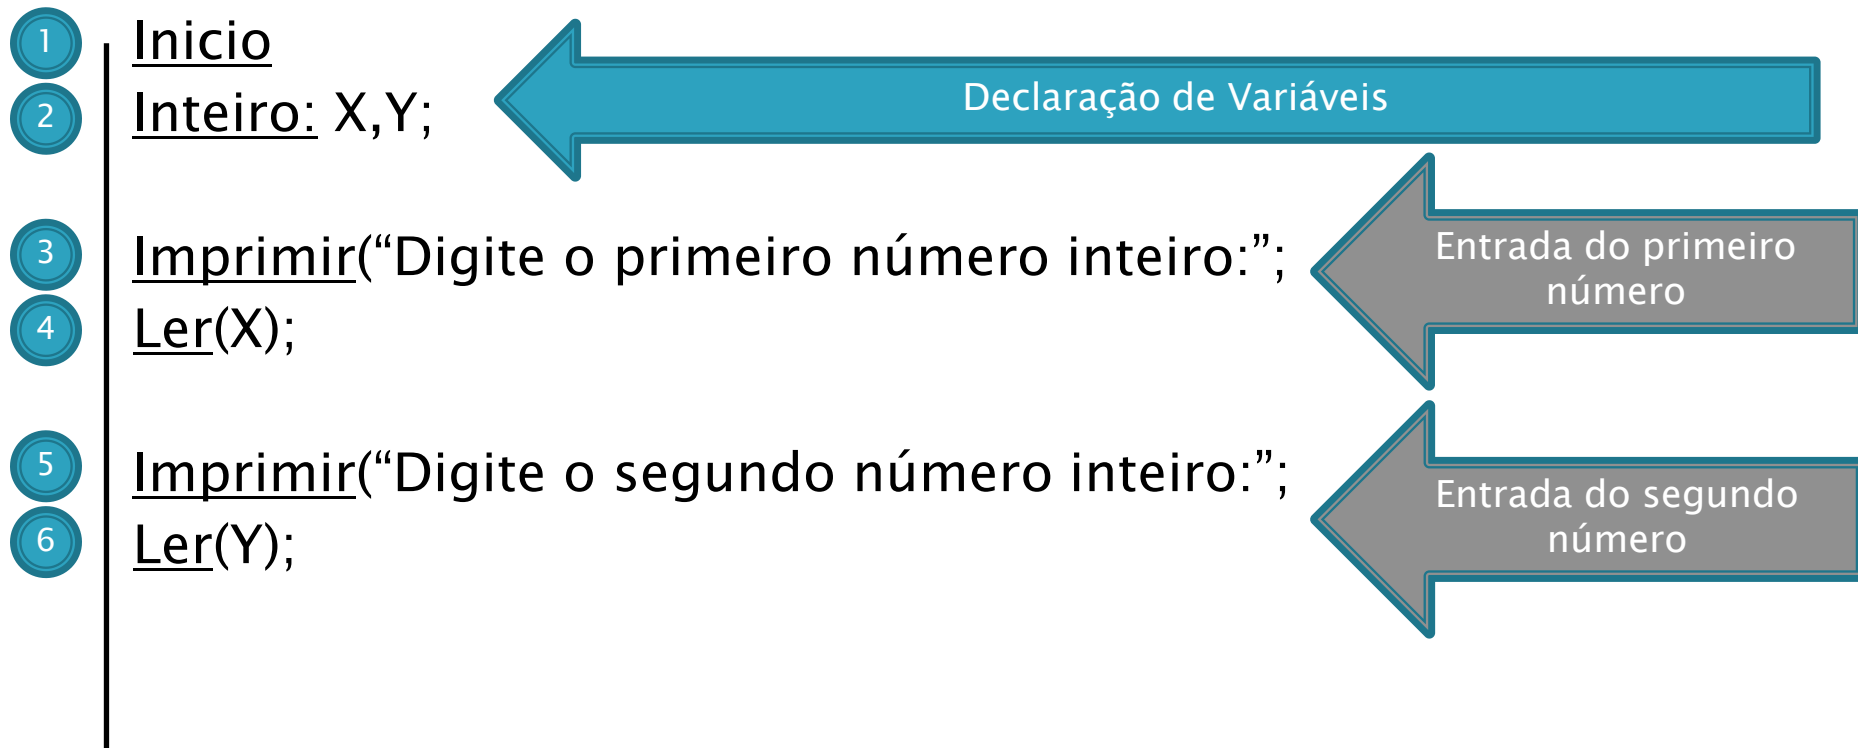 1 Inicio
2 Inteiro: X,Y;
Declaração de Variáveis
3 Imprimir(“Digite o primeiro número inteiro:”;
Entrada do primeiro
número
4 Ler(X);
5 Imprimir(“Digite o segundo número inteiro:”;
Entrada do segundo
número
6 Ler(Y);